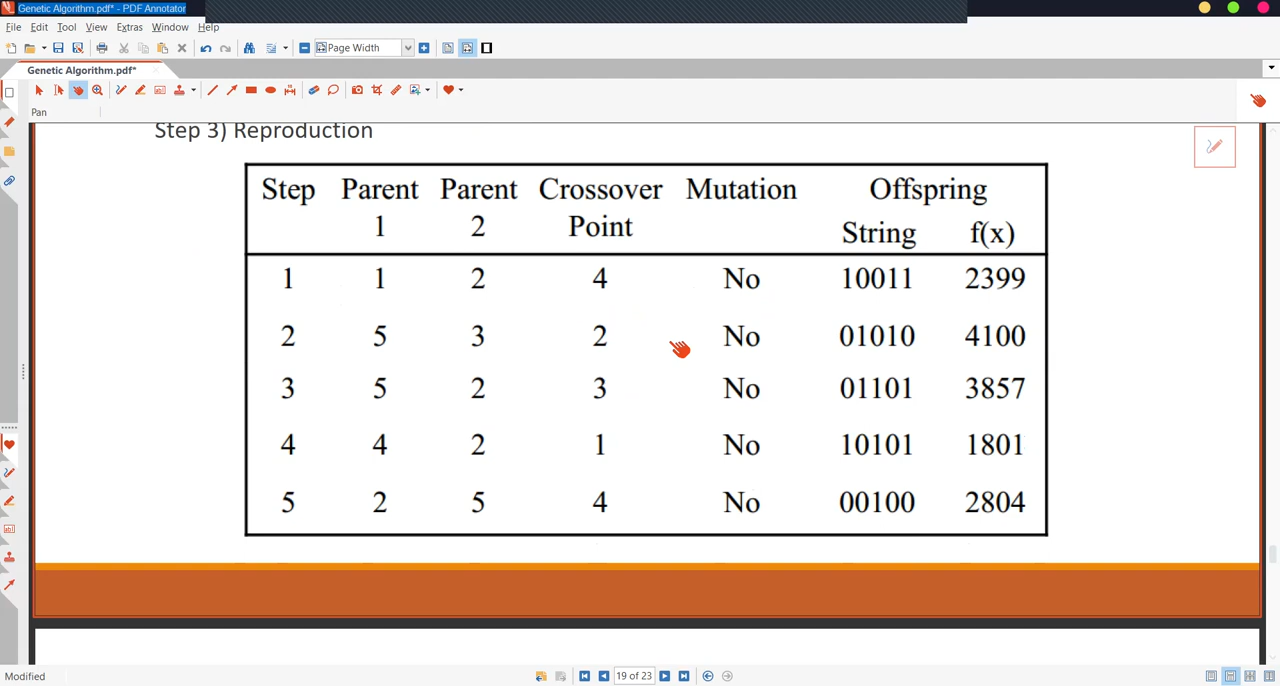 Genetic Algorithm.pdf* - PDF Annotator
File Edit Tool View Extras Window Help
Page Width
Genetic Algorithm.pdf*
Pan
Step 3) Reproduction
Step Parent 1 Parent 2 Crossover Point Mutation Offspring
String f(x)
1 1 2 4 No 10011 2399
2 5 3 2 No 01010 4100
3 5 2 3 No 01101 3857
4 4 2 1 No 10101 1801
5 2 5 4 No 00100 2804
Modified
19 of 23